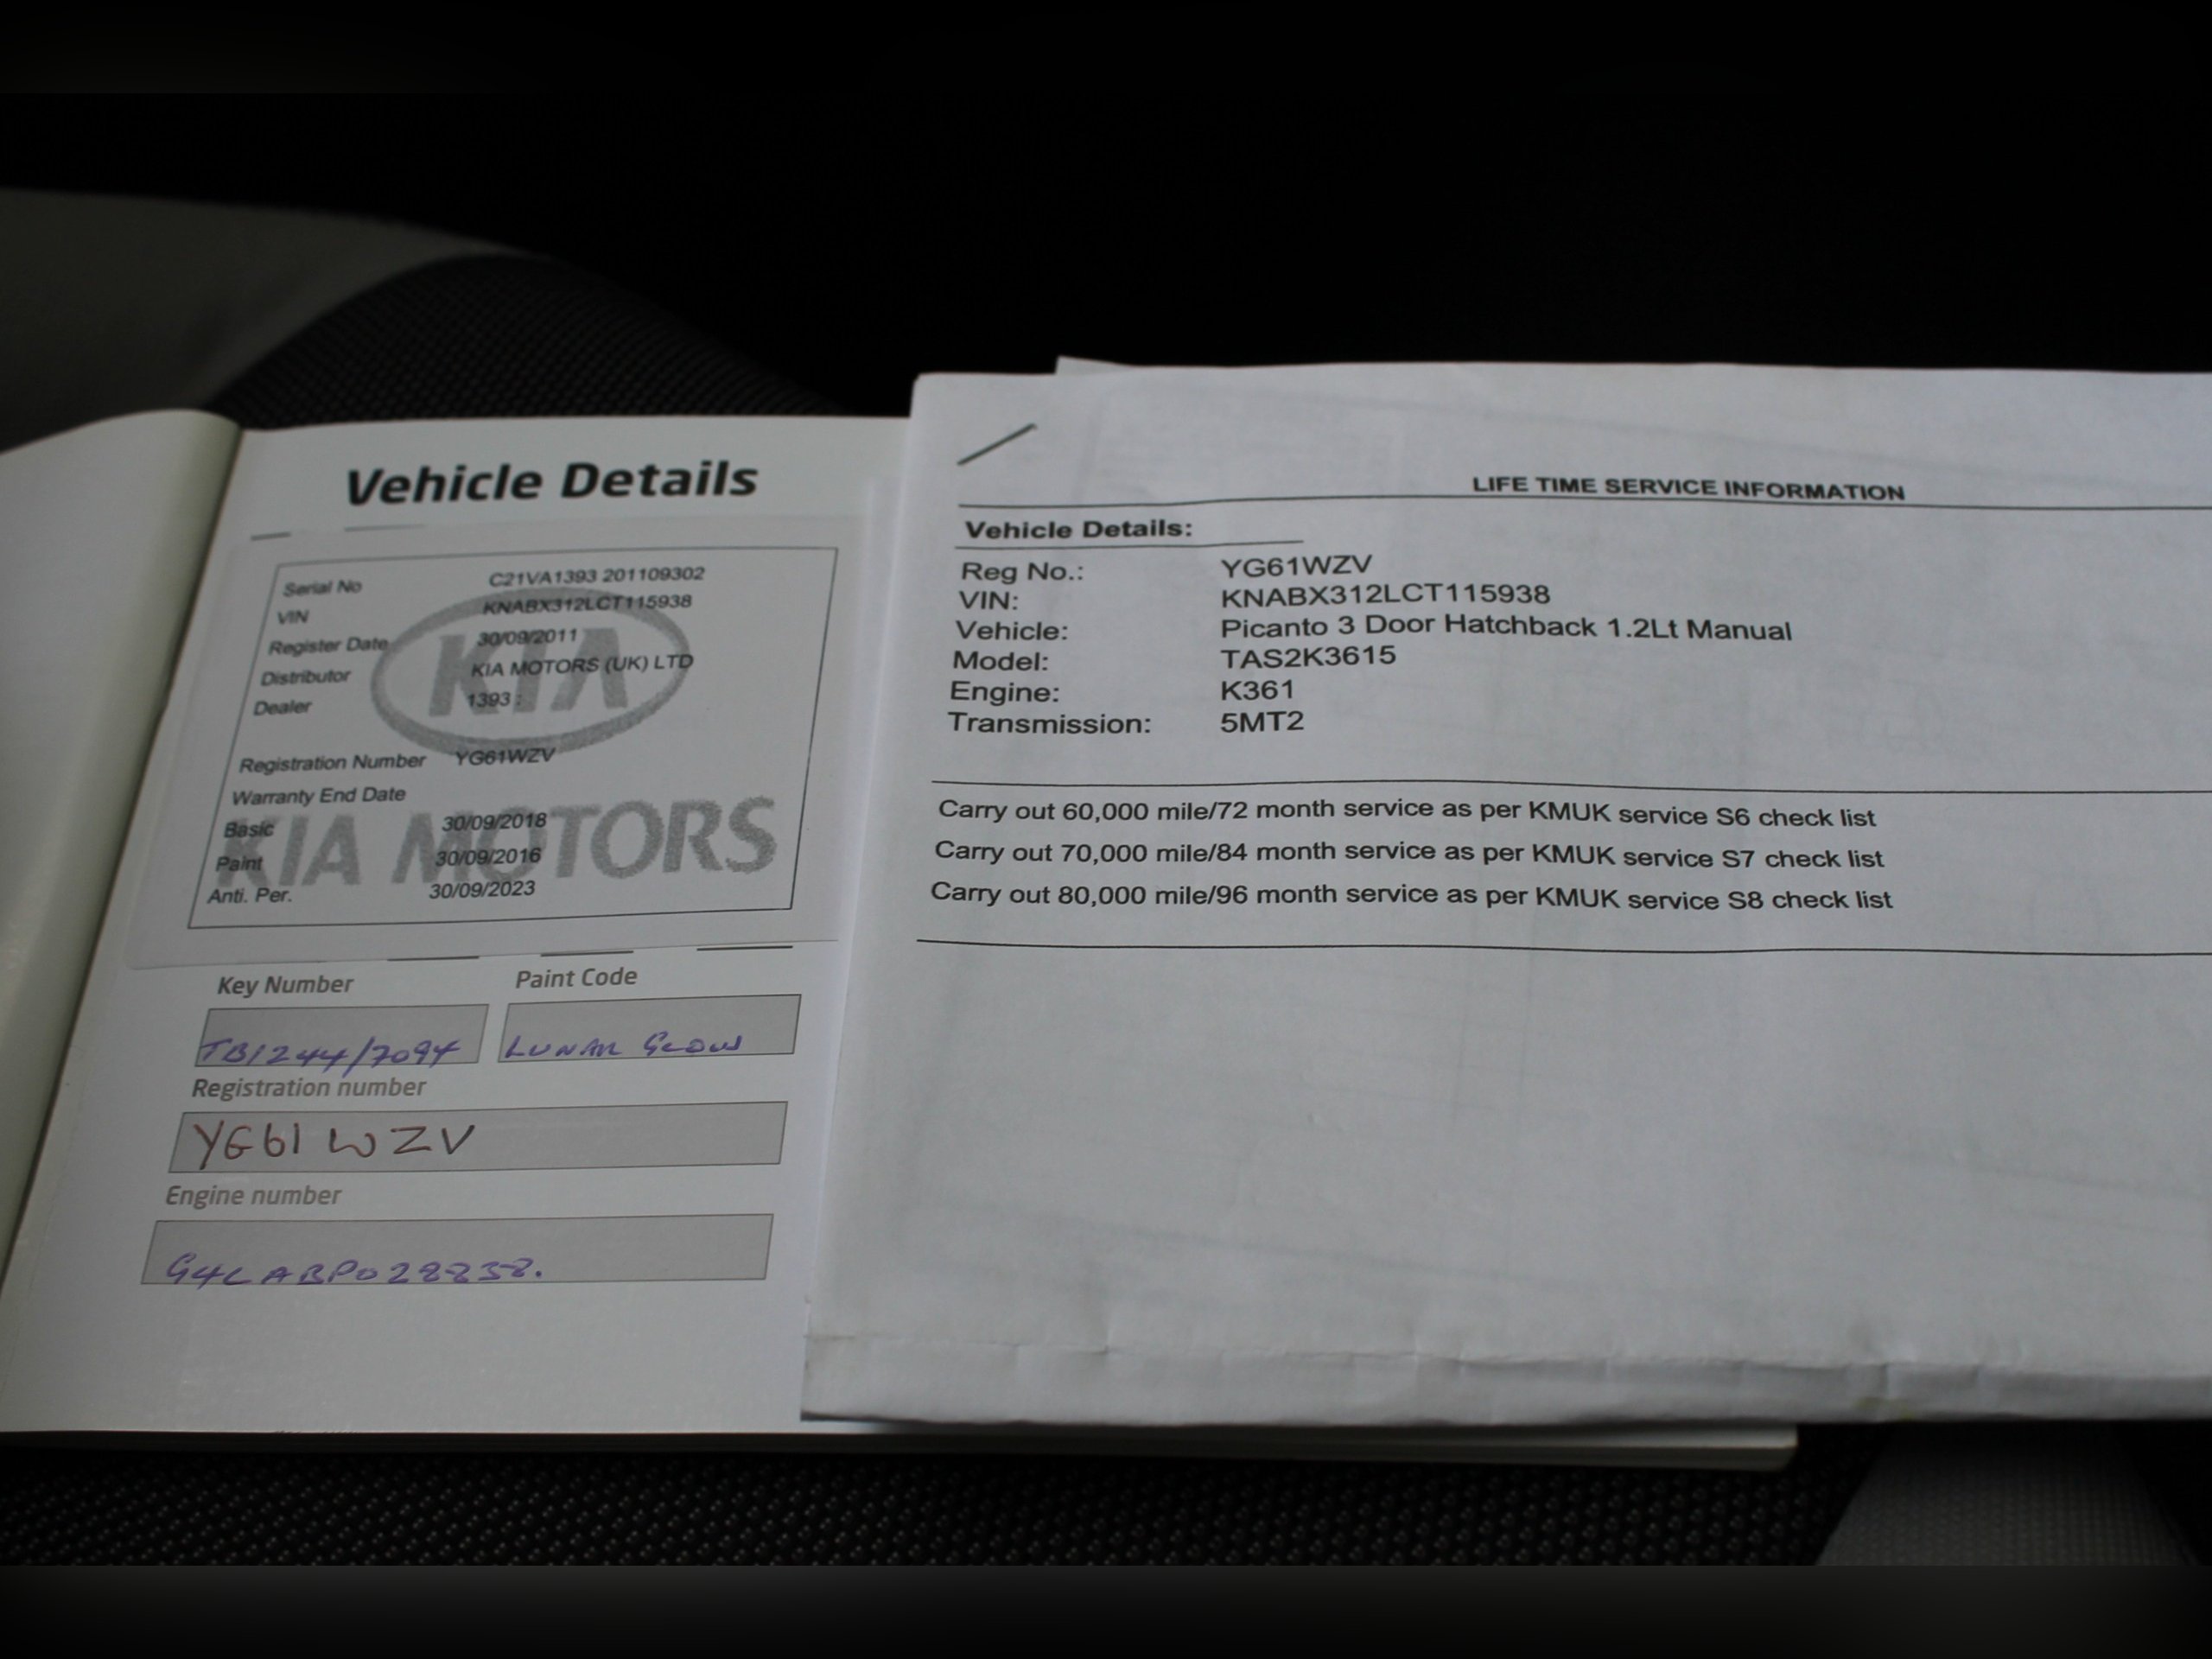 Vehicle Details
Serial No C21VA1393 201109302
VIN KNABX312LCT115938
Register Date 30/09/2011
Distributor KIA MOTORS (UK) LTD
Dealer 1393 :
KIA
Registration Number YG61WZV
Warranty End Date
Basic 30/09/2018
Paint 30/09/2016
Anti. Per. 30/09/2023
KIA MOTORS
Key Number Paint Code
TB1244/7094 LUNAR GLOW
Registration number
YG61 WZV
Engine number
G4LABP028838.
LIFE TIME SERVICE INFORMATION
Vehicle Details:
Reg No.: YG61WZV
VIN: KNABX312LCT115938
Vehicle: Picanto 3 Door Hatchback 1.2Lt Manual
Model: TAS2K3615
Engine: K361
Transmission: 5MT2
Carry out 60,000 mile/72 month service as per KMUK service S6 check list
Carry out 70,000 mile/84 month service as per KMUK service S7 check list
Carry out 80,000 mile/96 month service as per KMUK service S8 check list